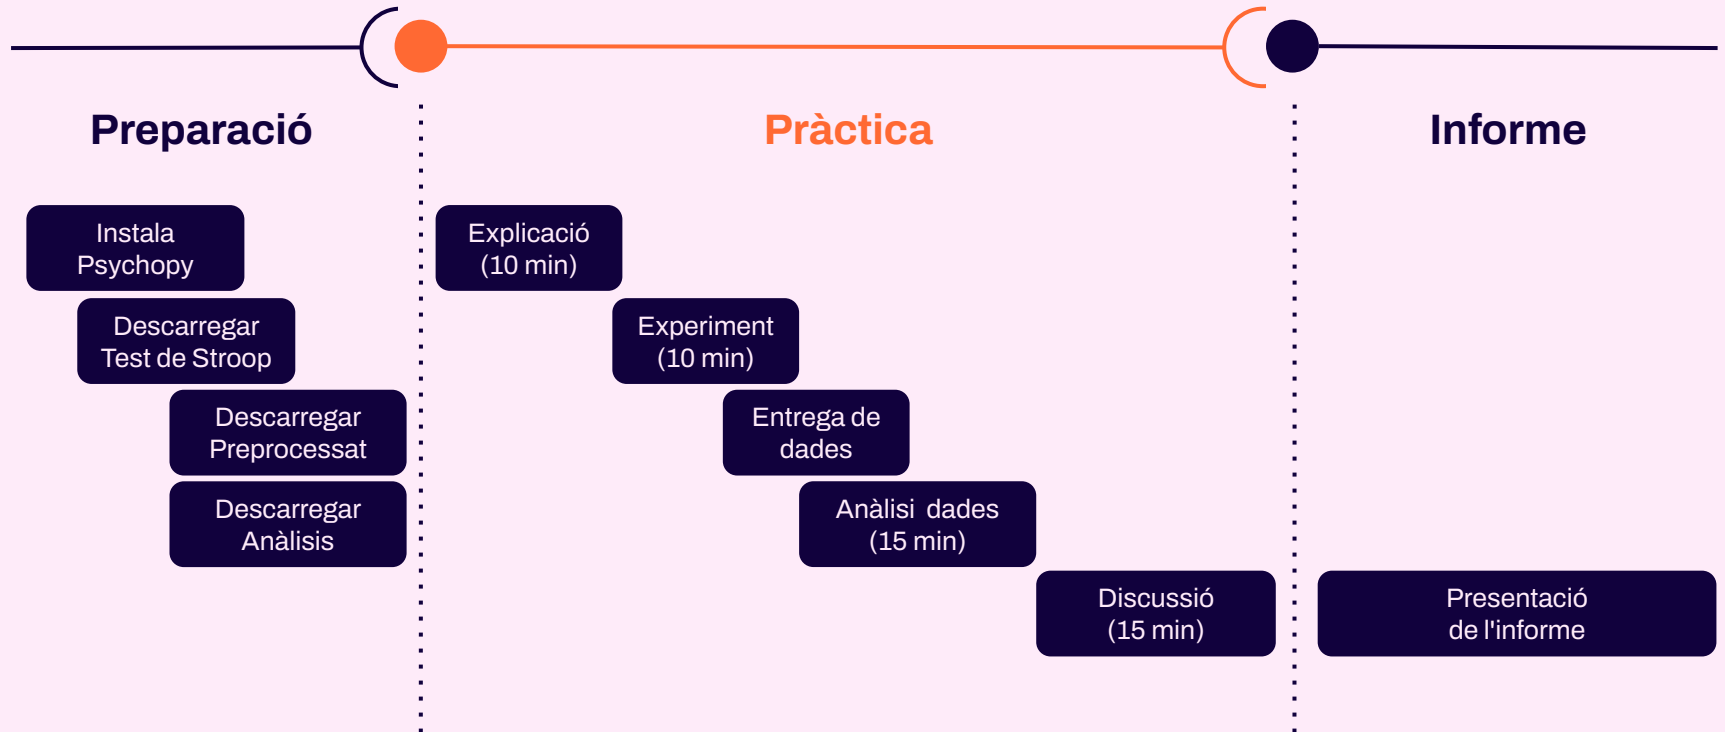 Preparació
Pràctica
Informe
Instala
Psychopy
Descarregar
Test de Stroop
Descarregar
Preprocessat
Descarregar
Anàlisis
Explicació
(10 min)
Experiment
(10 min)
Entrega de
dades
Anàlisi dades
(15 min)
Discussió
(15 min)
Presentació
de l'informe